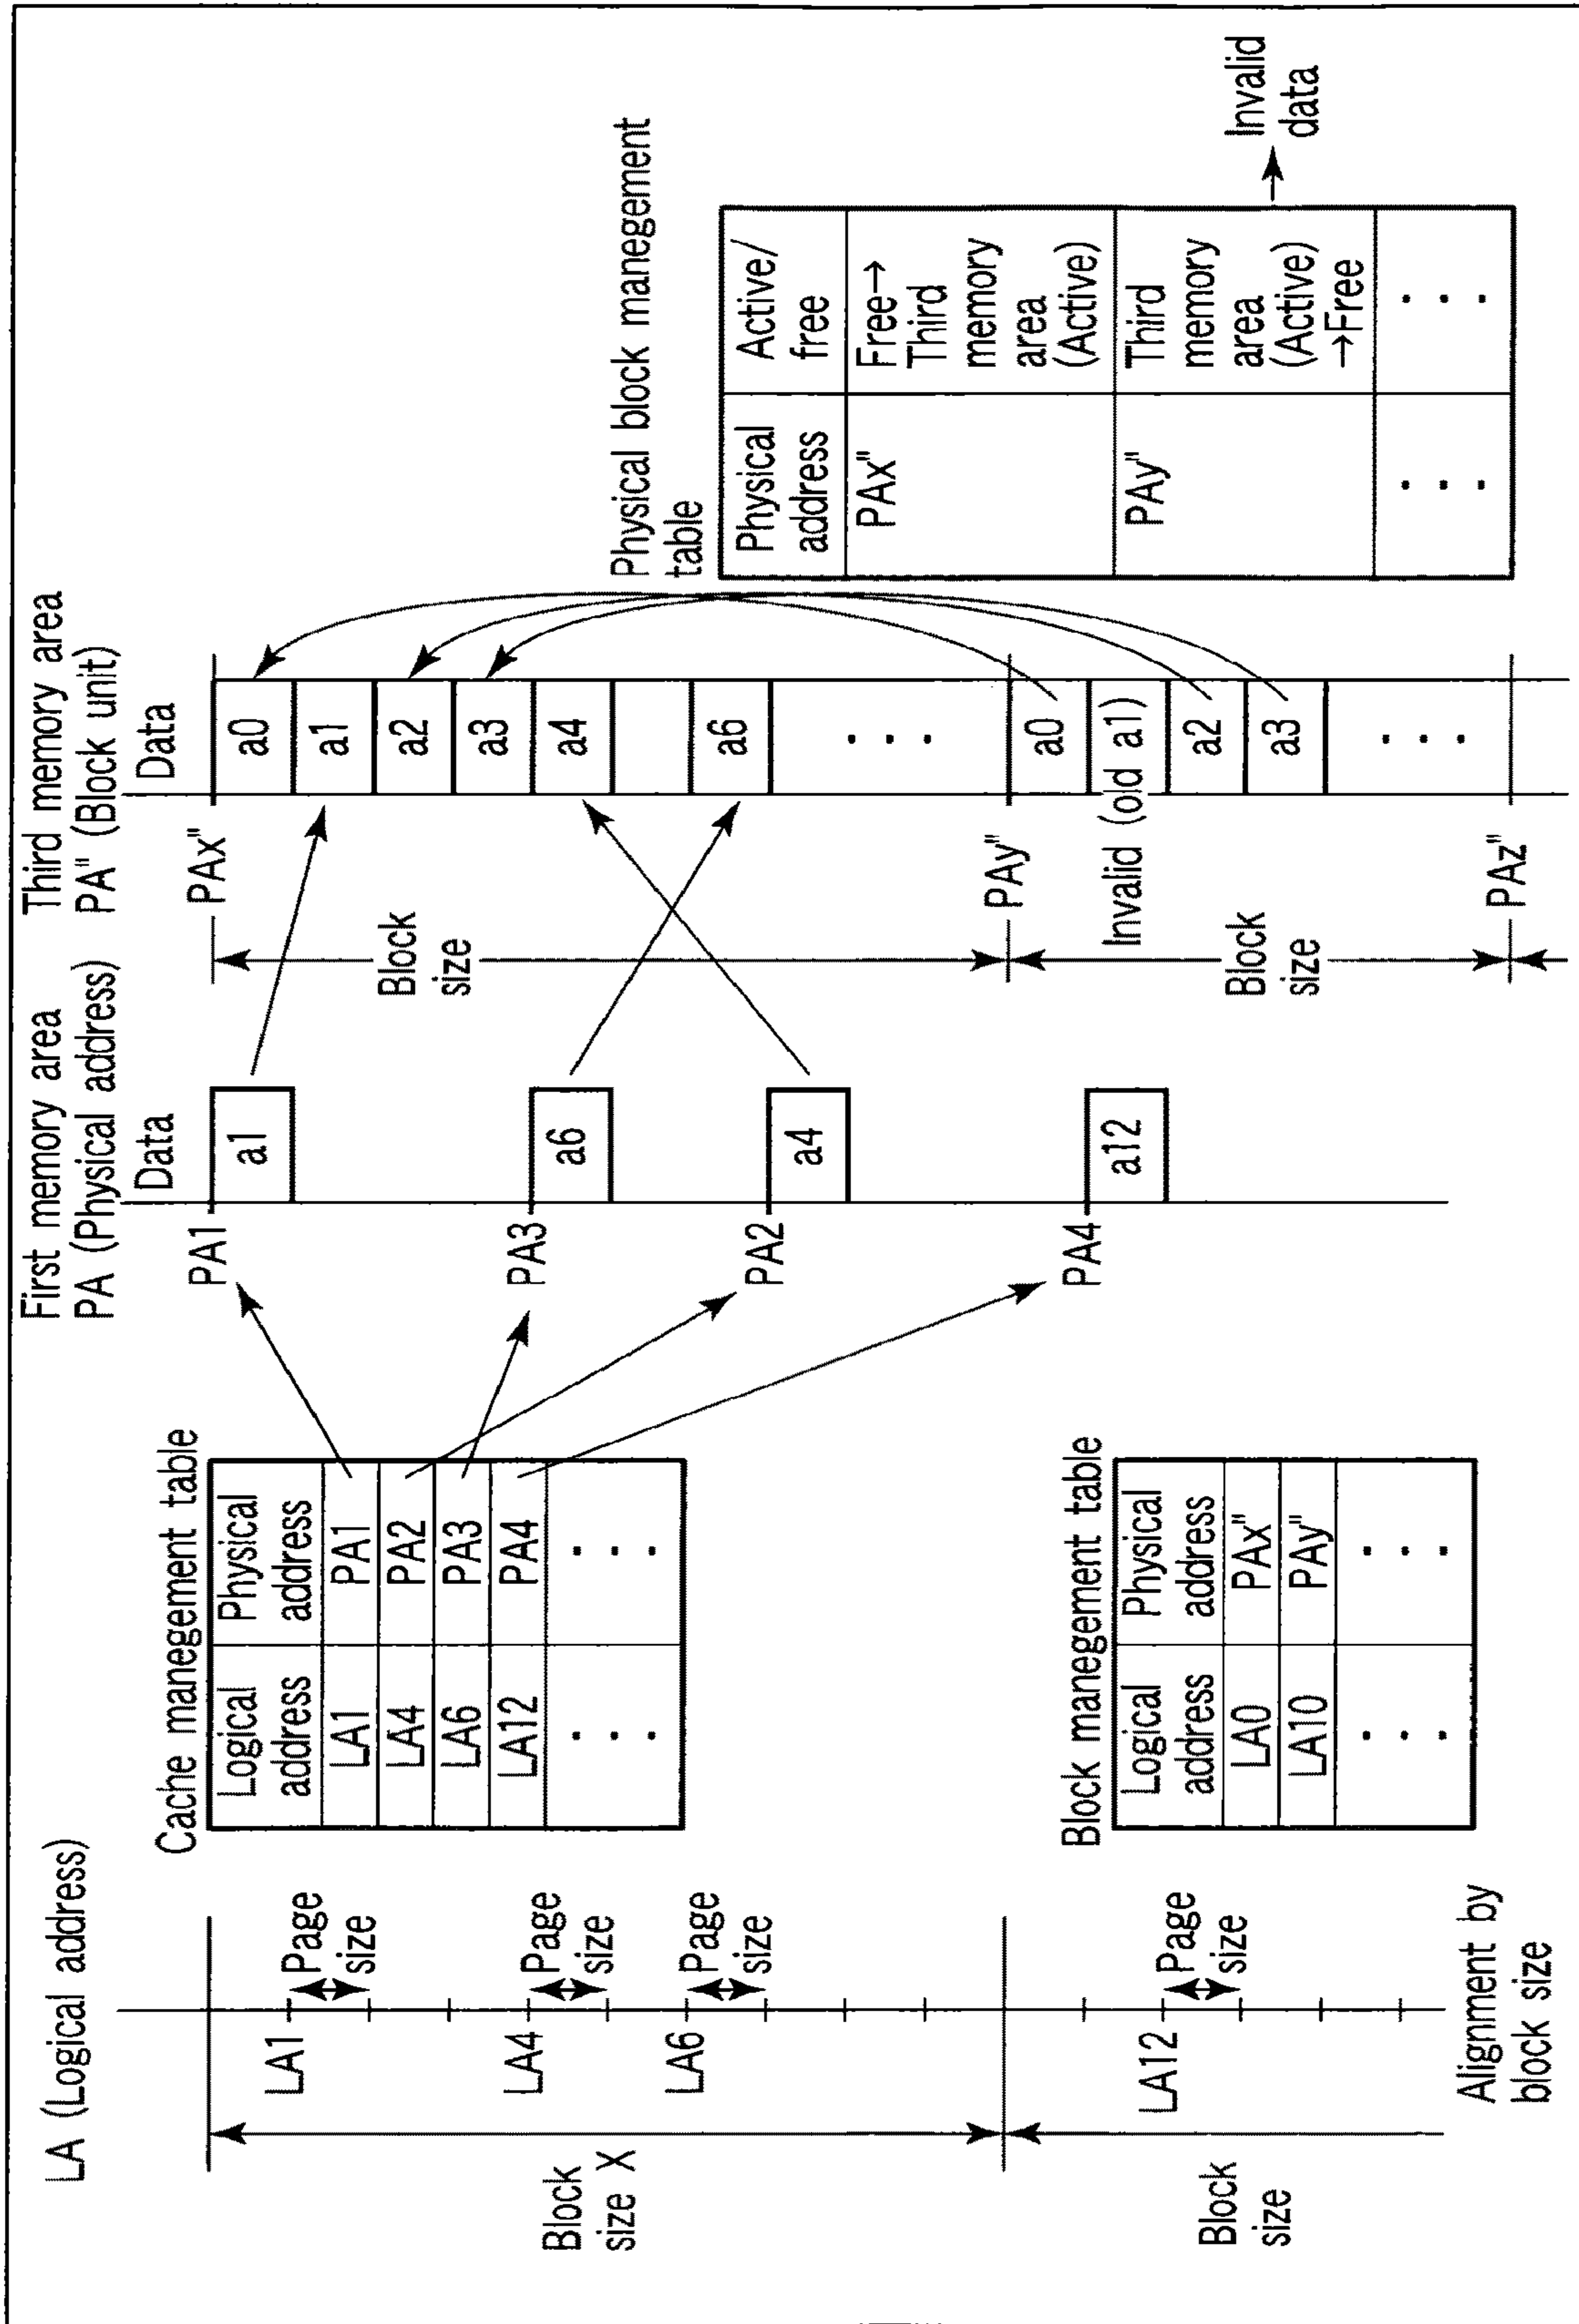 LA (Logical address)
LA1
Page
size
LA4
Page
size
LA6
Page
size
Block
size X
LA12
Page
size
Block
size
Alignment by
block size
Cache manegement table
Logical
address
Physical
address
LA1
PA1
LA4
PA2
LA6
PA3
LA12
PA4
Block manegement table
Logical
address
Physical
address
LA0
PAx"
LA10
PAy"
First memory area
PA (Physical address)
Data
PA1
a1
PA3
a6
PA2
a4
PA4
a12
Third memory area
PA" (Block unit)
Data
PAx"
a0
a1
a2
a3
a4
a6
Block
size
PAy"
a0
Invalid (old a1)
a2
a3
Block
size
PAz"
Physical block manegement
table
Physical
address
Active/
free
PAx"
Free→
Third
memory
area
(Active)
PAy"
Third
memory
area
(Active)
→Free
Invalid
data